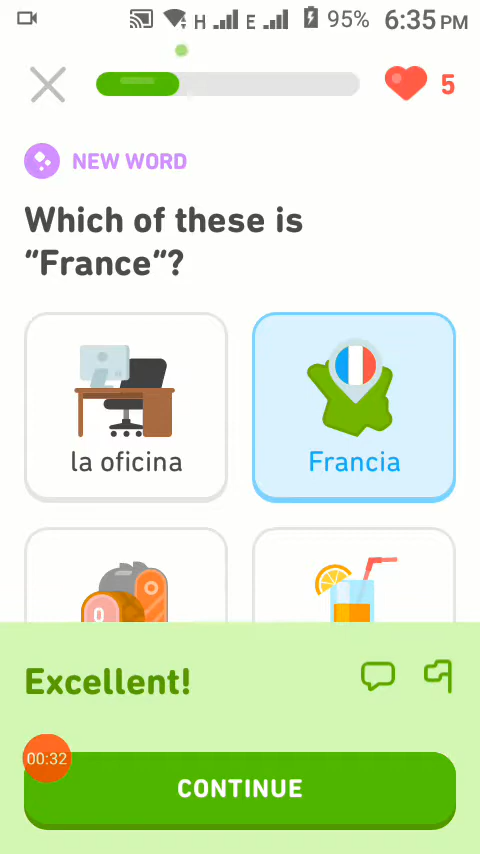 H E 95% 6:35 PM
5
NEW WORD
Which of these is
"France"?
la oficina
Francia
Excellent!
00:32
CONTINUE